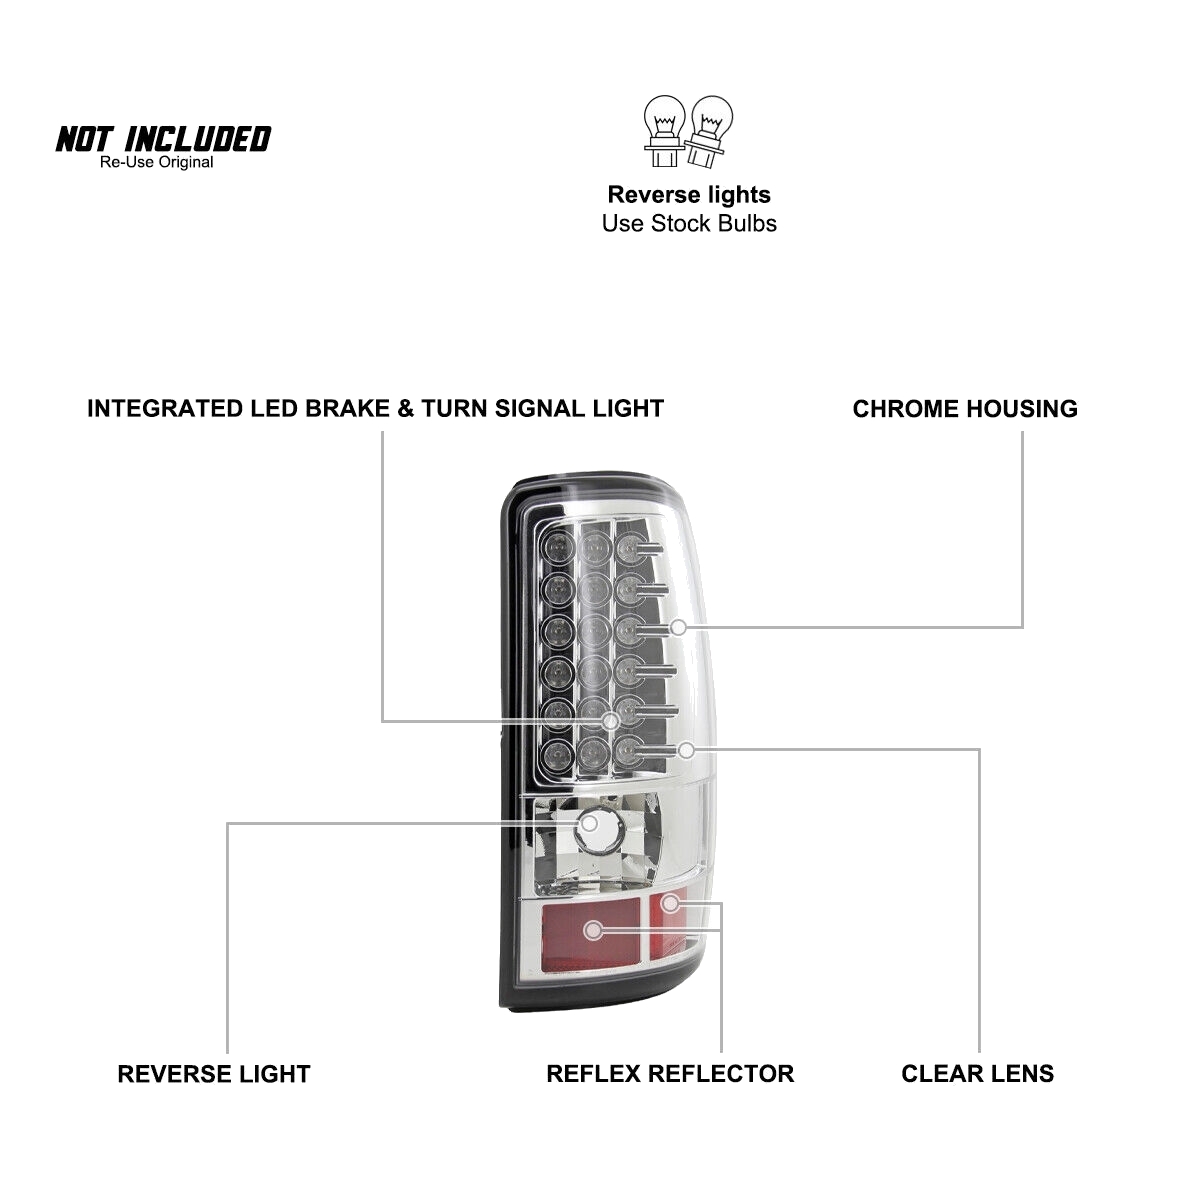 NOT INCLUDED
Re-Use Original
Reverse lights
Use Stock Bulbs
INTEGRATED LED BRAKE & TURN SIGNAL LIGHT
CHROME HOUSING
REVERSE LIGHT
REFLEX REFLECTOR
CLEAR LENS